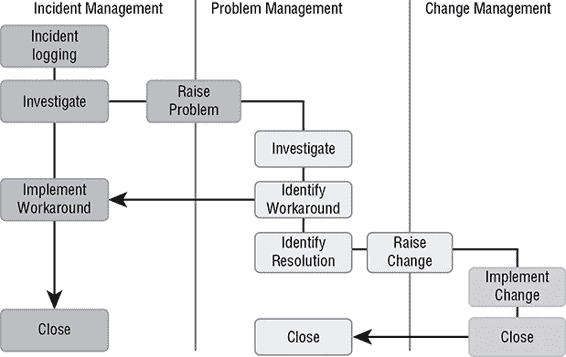 Incident Management
Problem Management
Change Management
Incident
logging
Investigate
Raise
Problem
Investigate
Implement
Workaround
Identify
Workaround
Identify
Resolution
Raise
Change
Implement
Change
Close
Close
Close